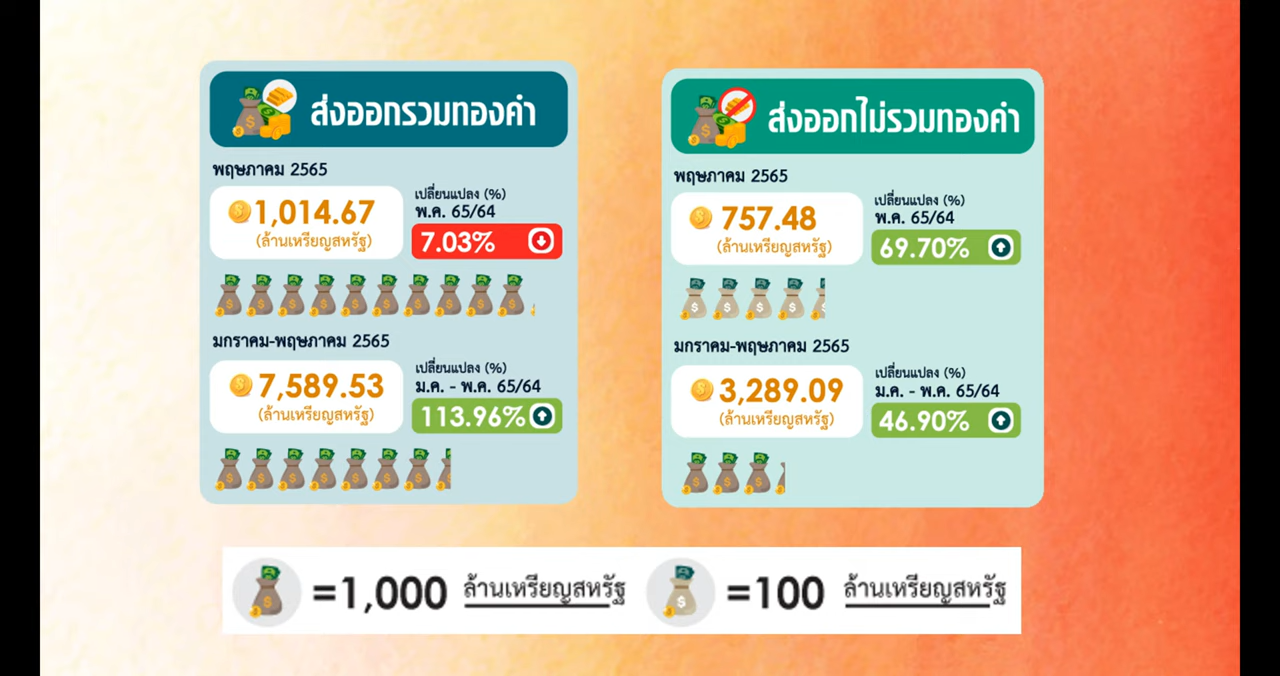 ส่งออกรวมทองคำ
พฤษภาคม 2565
1,014.67
(ล้านเหรียญสหรัฐ)
เปลี่ยนแปลง (%)
พ.ค. 65/64
7.03%
มกราคม-พฤษภาคม 2565
7,589.53
(ล้านเหรียญสหรัฐ)
เปลี่ยนแปลง (%)
ม.ค. - พ.ค. 65/64
113.96%
ส่งออกไม่รวมทองคำ
พฤษภาคม 2565
757.48
(ล้านเหรียญสหรัฐ)
เปลี่ยนแปลง (%)
พ.ค. 65/64
69.70%
มกราคม-พฤษภาคม 2565
3,289.09
(ล้านเหรียญสหรัฐ)
เปลี่ยนแปลง (%)
ม.ค. - พ.ค. 65/64
46.90%
=1,000 ล้านเหรียญสหรัฐ =100 ล้านเหรียญสหรัฐ